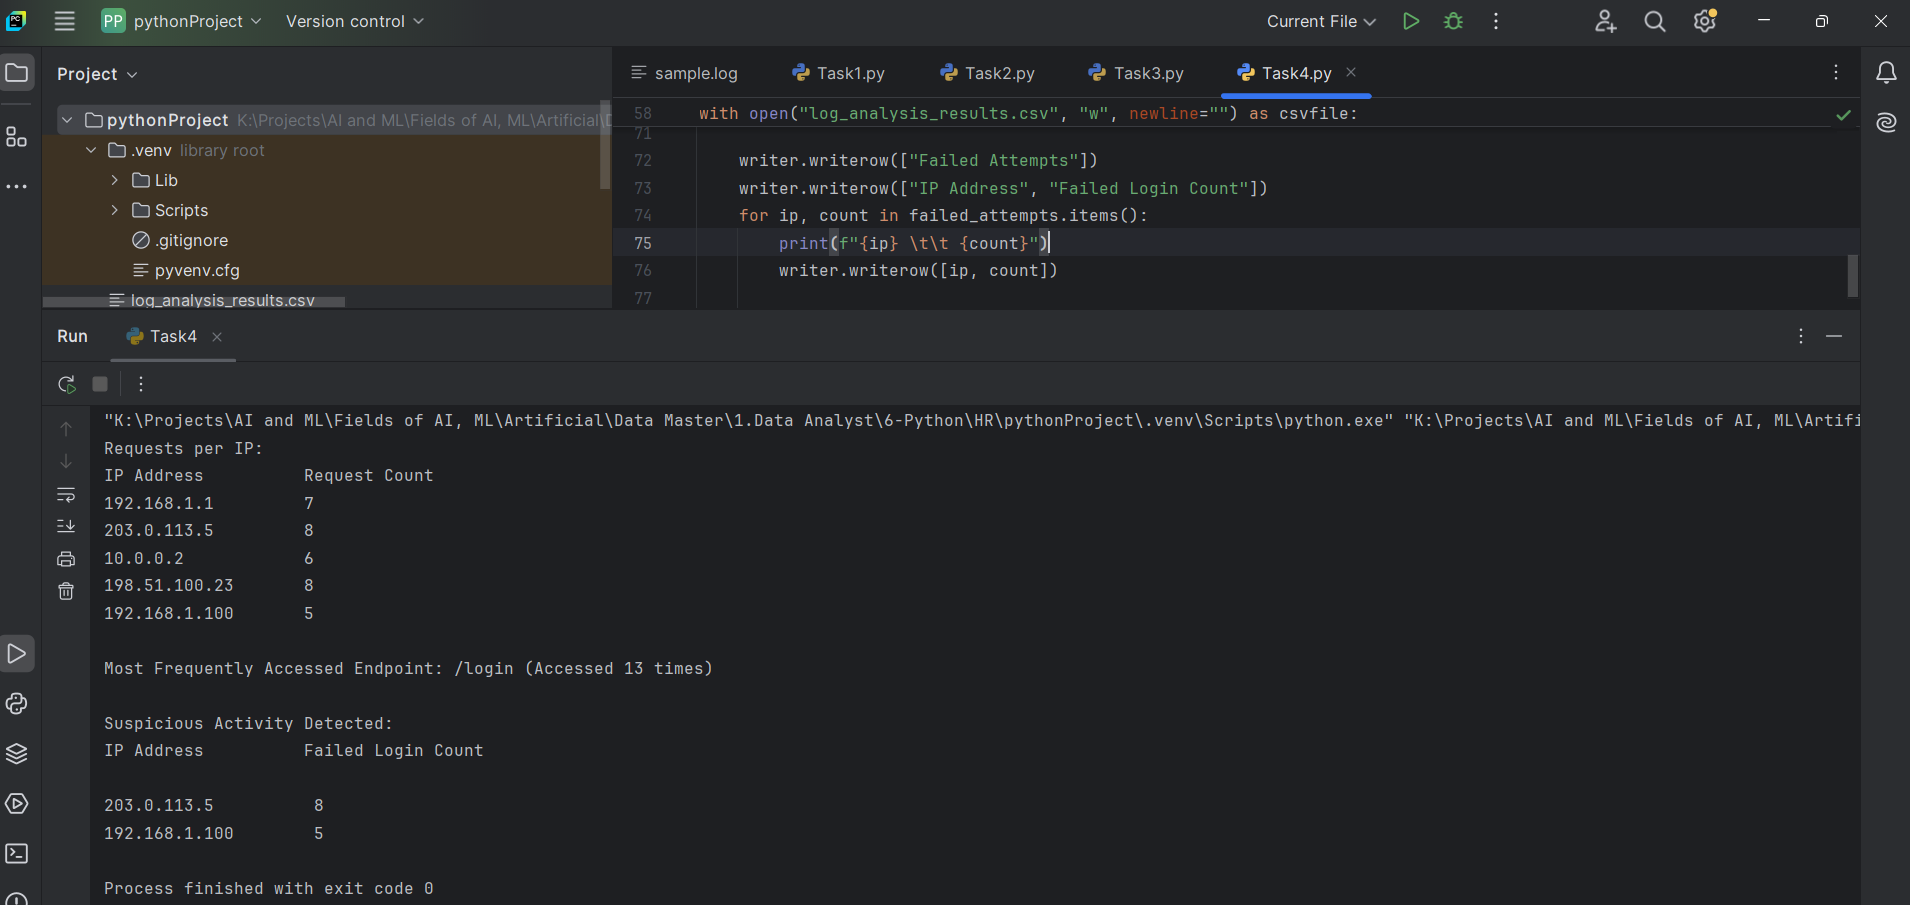 PP pythonProject Version control Current File
Project
sample.log Task1.py Task2.py Task3.py Task4.py
pythonProject K:\Projects\AI and ML\Fields of AI, ML\Artificial\D
.venv library root
Lib
Scripts
.gitignore
pyvenv.cfg
log_analysis_results.csv
58 with open("log_analysis_results.csv", "w", newline="") as csvfile:
71
72 writer.writerow(["Failed Attempts"])
73 writer.writerow(["IP Address", "Failed Login Count"])
74 for ip, count in failed_attempts.items():
75 print(f"{ip} \t\t {count}")
76 writer.writerow([ip, count])
77
Run Task4
"K:\Projects\AI and ML\Fields of AI, ML\Artificial\Data Master\1.Data Analyst\6-Python\HR\pythonProject\.venv\Scripts\python.exe" "K:\Projects\AI and ML\Fields of AI, ML\Artifi
Requests per IP:
IP Address Request Count
192.168.1.1 7
203.0.113.5 8
10.0.0.2 6
198.51.100.23 8
192.168.1.100 5
Most Frequently Accessed Endpoint: /login (Accessed 13 times)
Suspicious Activity Detected:
IP Address Failed Login Count
203.0.113.5 8
192.168.1.100 5
Process finished with exit code 0